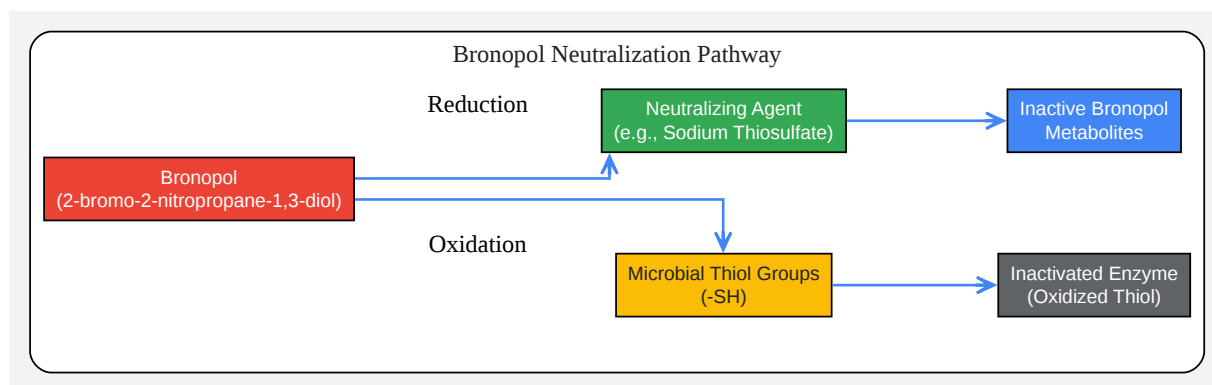 Bronopol Neutralization Pathway
Reduction
Neutralizing Agent
(e.g., Sodium Thiosulfate)
Inactive Bronopol
Metabolites
Bronopol
(2-bromo-2-nitropropane-1,3-diol)
Oxidation
Microbial Thiol Groups
(-SH)
Inactivated Enzyme
(Oxidized Thiol)